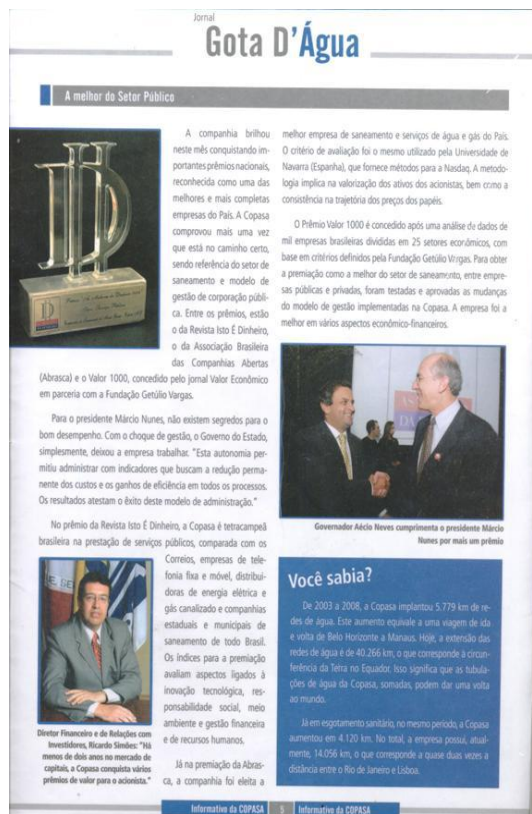 Jornal
Gota D'Água
A melhor do Setor Público
A companhia brilhou
neste mês conquistando im-
portantes prêmios nacionais,
reconhecida como uma das
melhores e mais completas
empresas do País. A Copasa
comprovou mais uma vez
que está no caminho certo,
sendo referência do setor de
saneamento e modelo de
gestão de corporação públi-
ca. Entre os prêmios, estão
o da Revista Isto É Dinheiro,
o da Associação Brasileira
das Companhias Abertas
(Abrasca) e o Valor 1000, concedido pelo jornal Valor Econômico
em parceria com a Fundação Getúlio Vargas.
Para o presidente Márcio Nunes, não existem segredos para o
bom desempenho. Com o choque de gestão, o Governo do Estado,
simplesmente, deixou a empresa trabalhar. "Esta autonomia per-
mitiu administrar com indicadores que buscam a redução perma-
nente dos custos e os ganhos de eficiência em todos os processos.
Os resultados atestam o êxito deste modelo de administração."
No prêmio da Revista Isto É Dinheiro, a Copasa é tetracampeã
brasileira na prestação de serviços públicos, comparada com os
Correios, empresas de tele-
fonia fixa e móvel, distribui-
doras de energia elétrica e
gás canalizado e companhias
estaduais e municipais de
saneamento de todo Brasil.
Os índices para a premiação
avaliam aspectos ligados à
inovação tecnológica, res-
ponsabilidade social, meio
ambiente e gestão financeira
e de recursos humanos.
Já na premiação da Abras-
ca, a companhia foi eleita a
Diretor Financeiro e de Relações com
Investidores, Ricardo Simões: "Há
menos de dois anos no mercado de
capitais, a Copasa conquista vários
prêmios de valor para o acionista."
melhor empresa de saneamento e serviços de água e gás do País.
O critério de avaliação foi o mesmo utilizado pela Universidade de
Navarra (Espanha), que fornece métodos para a Nasdaq. A metodo-
logia implica na valorização dos ativos dos acionistas, bem como a
consistência na trajetória dos preços dos papéis.
O Prêmio Valor 1000 é concedido após uma análise de dados de
mil empresas brasileiras divididas em 25 setores econômicos, com
base em critérios definidos pela Fundação Getúlio Vargas. Para obter
a premiação como a melhor do setor de saneamento, entre empre-
sas públicas e privadas, foram testadas e aprovadas as mudanças
do modelo de gestão implementadas na Copasa. A empresa foi a
melhor em vários aspectos econômico-financeiros.
Governador Aécio Neves cumprimenta o presidente Márcio
Nunes por mais um prêmio
Você sabia?
De 2003 a 2008, a Copasa implantou 5.779 km de re-
des de água. Este aumento equivale a uma viagem de ida
e volta de Belo Horizonte a Manaus. Hoje, a extensão das
redes de água é de 40.266 km, o que corresponde à circun-
ferência da Terra no Equador. Isso significa que as tubula-
ções de água da Copasa, somadas, podem dar uma volta
ao mundo.
Já em esgotamento sanitário, no mesmo período, a Copasa
aumentou em 4.120 km. No total, a empresa possui, atual-
mente, 14.056 km, o que corresponde a quase duas vezes a
distância entre o Rio de Janeiro e Lisboa.
Informativo da COPASA 5 Informativo da COPASA